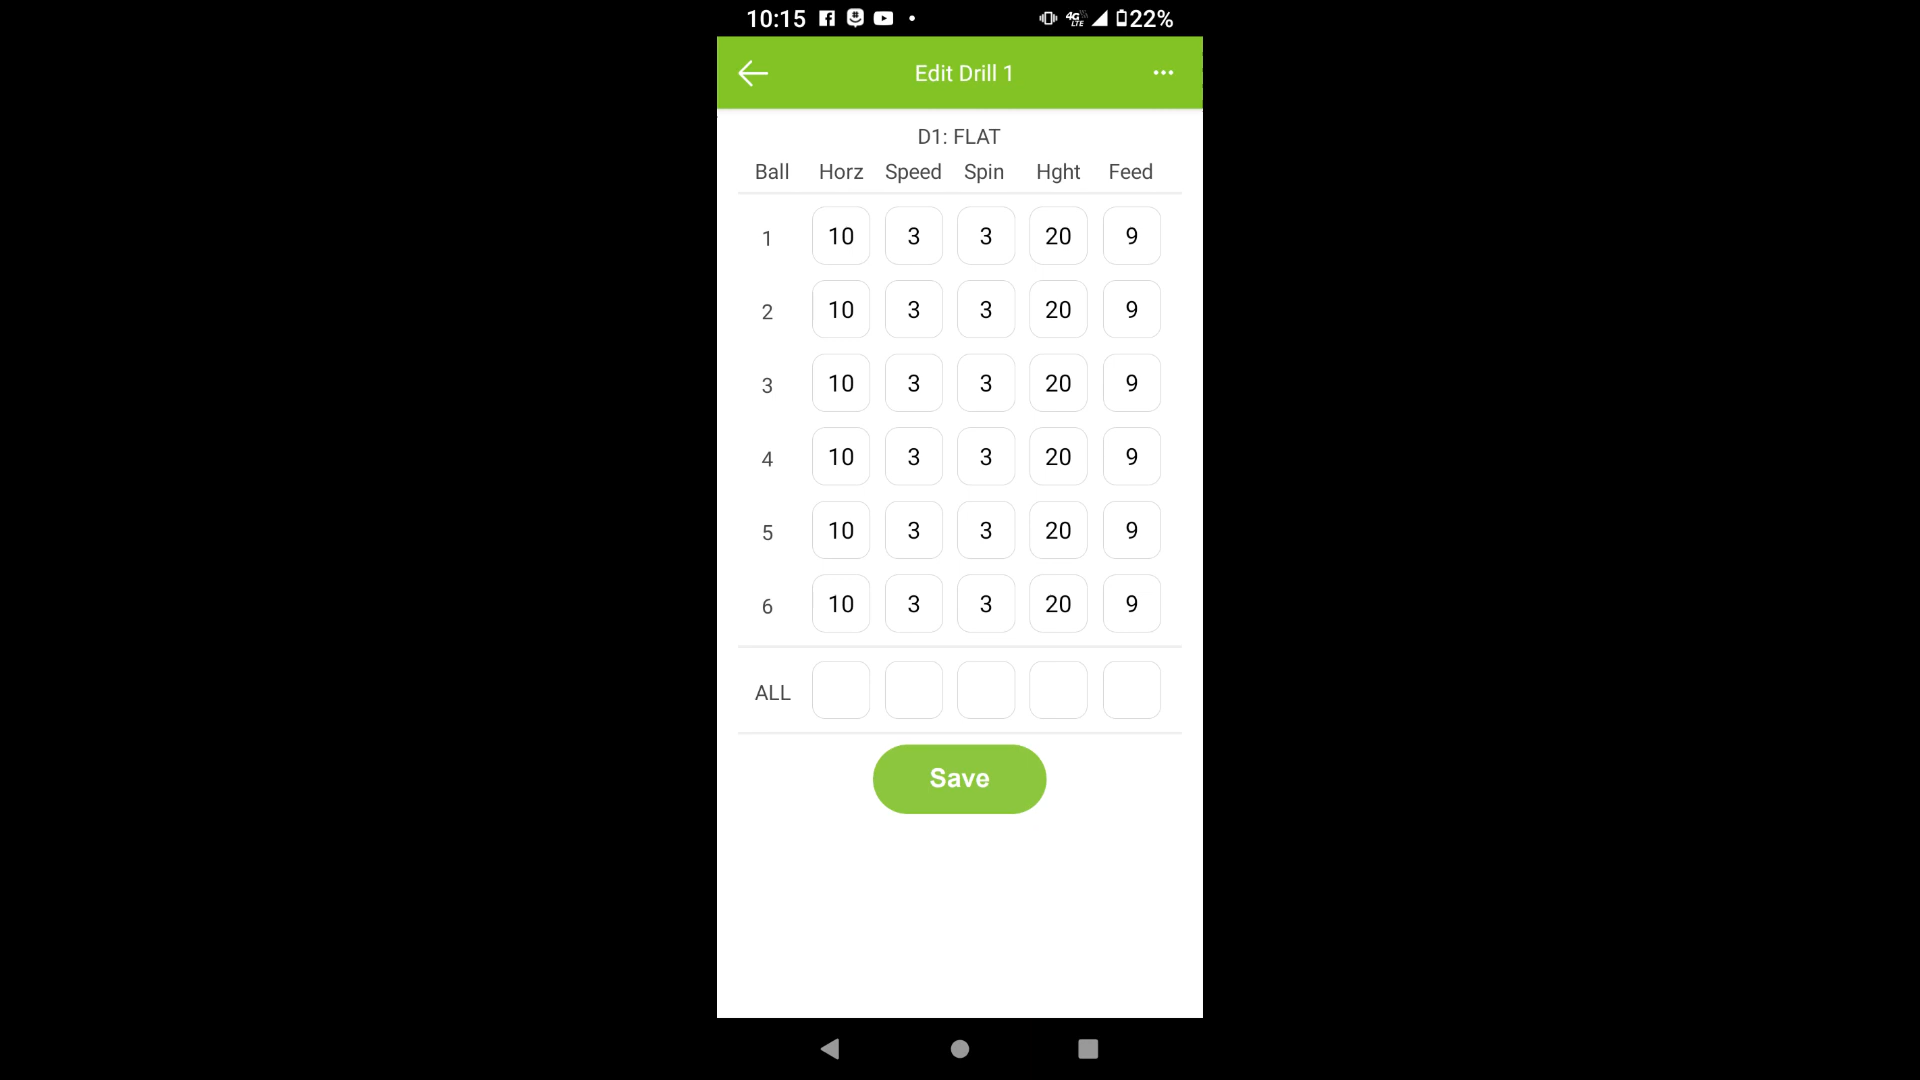 10:15 4G LTE 22%
Edit Drill 1
D1: FLAT
Ball Horz Speed Spin Hght Feed
1 10 3 3 20 9
2 10 3 3 20 9
3 10 3 3 20 9
4 10 3 3 20 9
5 10 3 3 20 9
6 10 3 3 20 9
ALL
Save